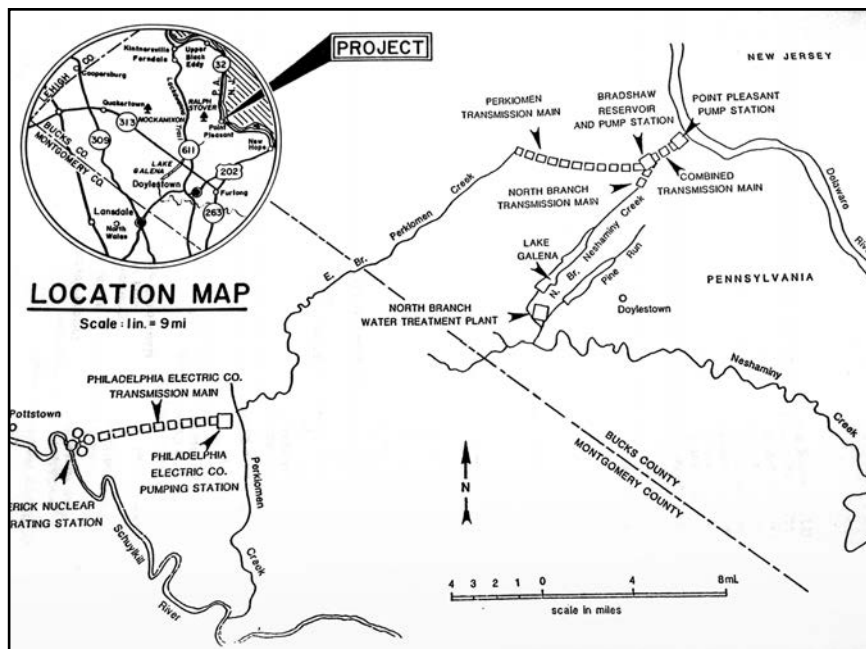 PROJECT
LEHIGH CO.
BUCKS CO.
MONTGOMERY CO.
Coopersburg
Kintnersville
Ferndale
Upper
Black
Eddy
32
PA.
N.J.
Quakertown
NOCKAMIXON
RALPH
STOVER
Point
Pleasant
New
Hope
313
309
611
202
263
LAKE
GALENA
Doylestown
Furlong
Lansdale
North
Wales
LOCATION MAP
Scale : 1in. = 9mi
NEW JERSEY
PERKIOMEN
TRANSMISSION MAIN
BRADSHAW
RESERVOIR
AND PUMP STATION
POINT PLEASANT
PUMP STATION
NORTH BRANCH
TRANSMISSION MAIN
COMBINED
TRANSMISSION MAIN
Delaware
E. Br. Perkiomen Creek
LAKE
GALENA
N. Br. Neshaminy Creek
Pine Run
PENNSYLVANIA
Doylestown
NORTH BRANCH
WATER TREATMENT PLANT
Neshaminy
Creek
PHILADELPHIA ELECTRIC CO.
TRANSMISSION MAIN
Pottstown
PHILADELPHIA
ELECTRIC CO.
PUMPING STATION
ERICK NUCLEAR
RATING STATION
Perkiomen
Creek
Schuylkill
River
N
BUCKS COUNTY
MONTGOMERY COUNTY
4 3 2 1 0 4 8 mi.
scale in miles